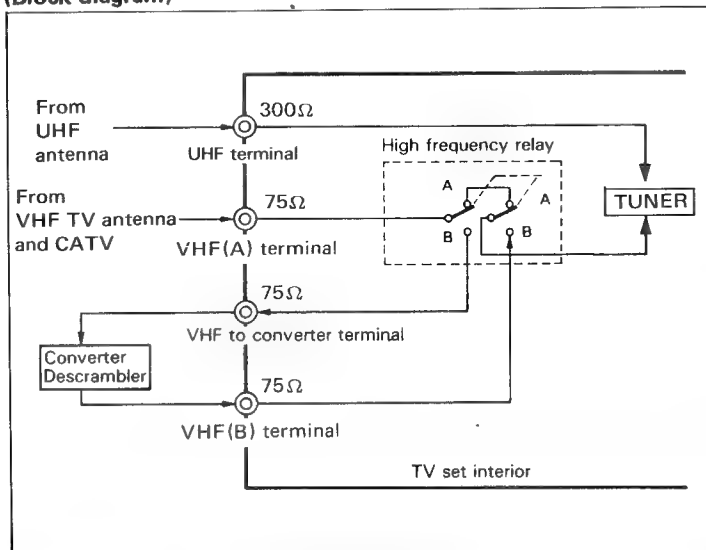 (Block diagram)
From
UHF
antenna
300Ω
UHF terminal
High frequency relay
From
VHF TV antenna
and CATV
75Ω
VHF(A) terminal
A
A
B
B
TUNER
75Ω
VHF to converter terminal
Converter
Descrambler
75Ω
VHF(B) terminal
TV set interior